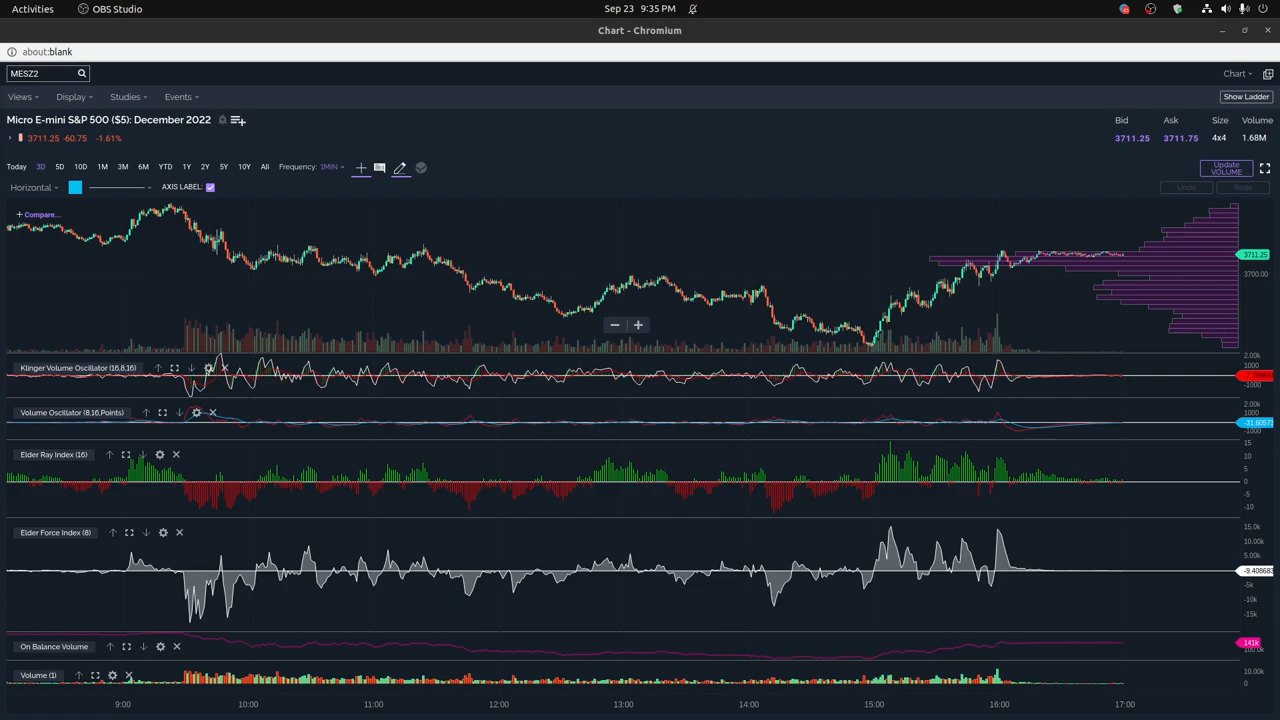 Activities OBS Studio Sep 23 9:35 PM
Chart - Chromium
about:blank
MESZ2 Chart
Views Display Studies Events Show Ladder
Micro E-mini S&P 500 ($5): December 2022 Bid Ask Size Volume
3711.25 -60.75 -1.61% 3711.25 3711.75 4x4 1.68M
Today 3D 5D 10D 1M 3M 6M YTD 1Y 2Y 5Y 10Y All Frequency: 1MIN Update
VOLUME
Horizontal AXIS LABEL: Undo Redo
+ Compare...
3711.25
3700.00
2.00k
Klinger Volume Oscillator (16,8,16)
-1000
2.00k
Volume Oscillator (8,16,Points) 1000
-31.60573
-1000
15
Elder Ray Index (16) 10
5
0
-5
-10
15.0k
Elder Force Index (8) 10.00k
5.00k
-9.408683
-5k
-10k
-15k
On Balance Volume 141k
100.0k
Volume (1) 10.00k
0
9:00 10:00 11:00 12:00 13:00 14:00 15:00 16:00 17:00